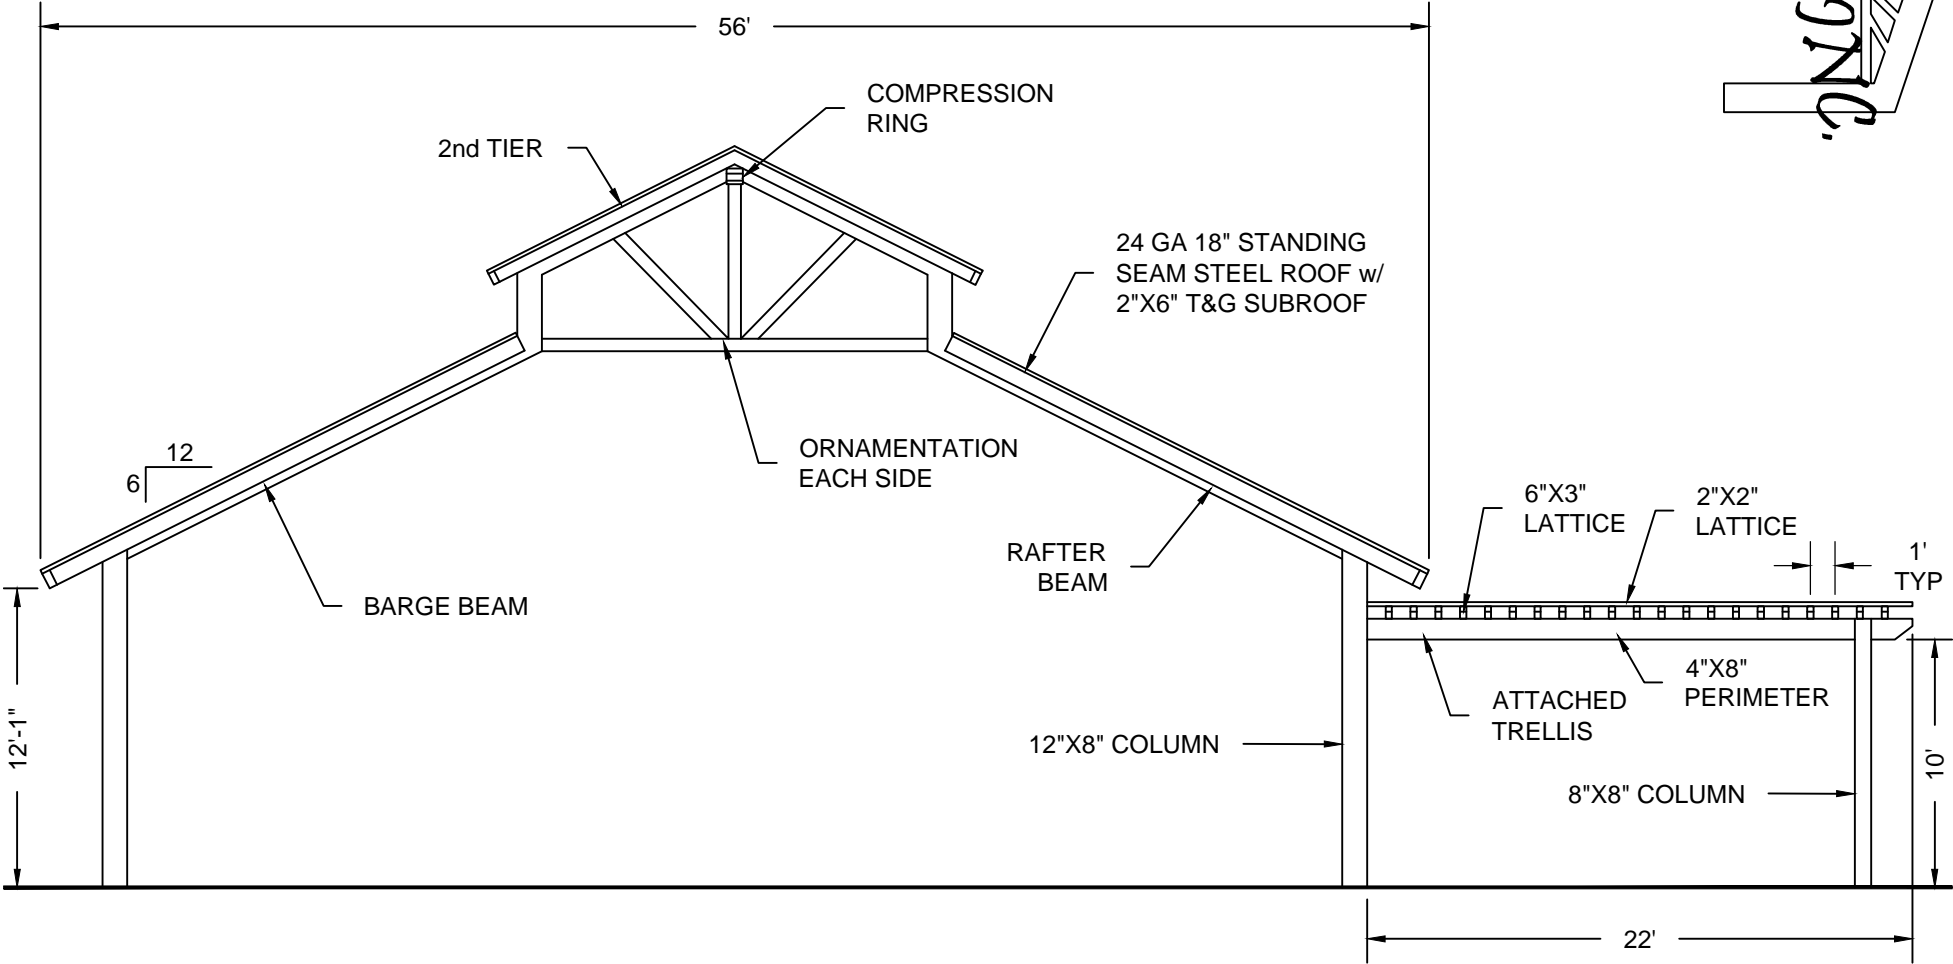 56'
COMPRESSION
RING
2nd TIER
24 GA 18" STANDING
SEAM STEEL ROOF w/
2"X6" T&G SUBROOF
12
6
ORNAMENTATION
EACH SIDE
6"X3"
LATTICE
2"X2"
LATTICE
1'
TYP
RAFTER
BEAM
BARGE BEAM
4"X8"
PERIMETER
ATTACHED
TRELLIS
12'-1"
12"X8" COLUMN
10'
8"X8" COLUMN
22'